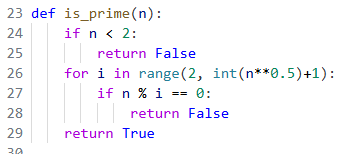 23 def is_prime(n):
24     if n < 2:
25         return False
26     for i in range(2, int(n**0.5)+1):
27         if n % i == 0:
28             return False
29     return True